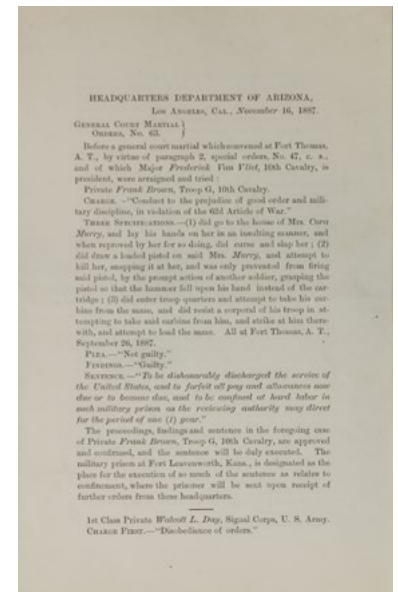 HEADQUARTERS DEPARTMENT OF ARIZONA,
Los Angeles, Cal., November 16, 1887.
General Court Martial }
Orders, No. 63. }
Before a general court martial which convened at Fort Thomas,
A. T., by virtue of paragraph 2, special orders, No. 47, c. s.,
and of which Major Frederick Van Vliet, 10th Cavalry, is
president, were arraigned and tried :
Private Frank Brown, Troop G, 10th Cavalry.
Charge.—"Conduct to the prejudice of good order and mili-
tary discipline, in violation of the 62d Article of War."
Three Specifications.—(1) did go to the house of Mrs. Cora
Murry, and lay his hands on her in an insulting manner, and
when reproved by her for so doing, did curse and slap her ; (2)
did draw a loaded pistol on said Mrs. Murry, and attempt to
kill her, snapping it at her, and was only prevented from firing
said pistol, by the prompt action of another soldier, grasping the
pistol so that the hammer fell upon his hand instead of the car-
tridge ; (3) did enter troop quarters and attempt to take his car-
bine from the same, and did resist a corporal of his troop in at-
tempting to take said carbine from him, and strike at him there-
with, and attempt to load the same. All at Fort Thomas, A. T.,
September 26, 1887.
Plea.—"Not guilty."
Findings.—"Guilty."
Sentence.—"To be dishonorably discharged the service of
the United States, and to forfeit all pay and allowances now
due or to become due, and to be confined at hard labor in
such military prison as the reviewing authority may direct
for the period of one (1) year."
The proceedings, findings and sentence in the foregoing case
of Private Frank Brown, Troop G, 10th Cavalry, are approved
and confirmed, and the sentence will be duly executed. The
military prison at Fort Leavenworth, Kans., is designated as the
place for the execution of so much of the sentence as relates to
confinement, where the prisoner will be sent upon receipt of
further orders from these headquarters.
1st Class Private Walcott L. Day, Signal Corps, U. S. Army.
Charge First.—"Disobedience of orders."